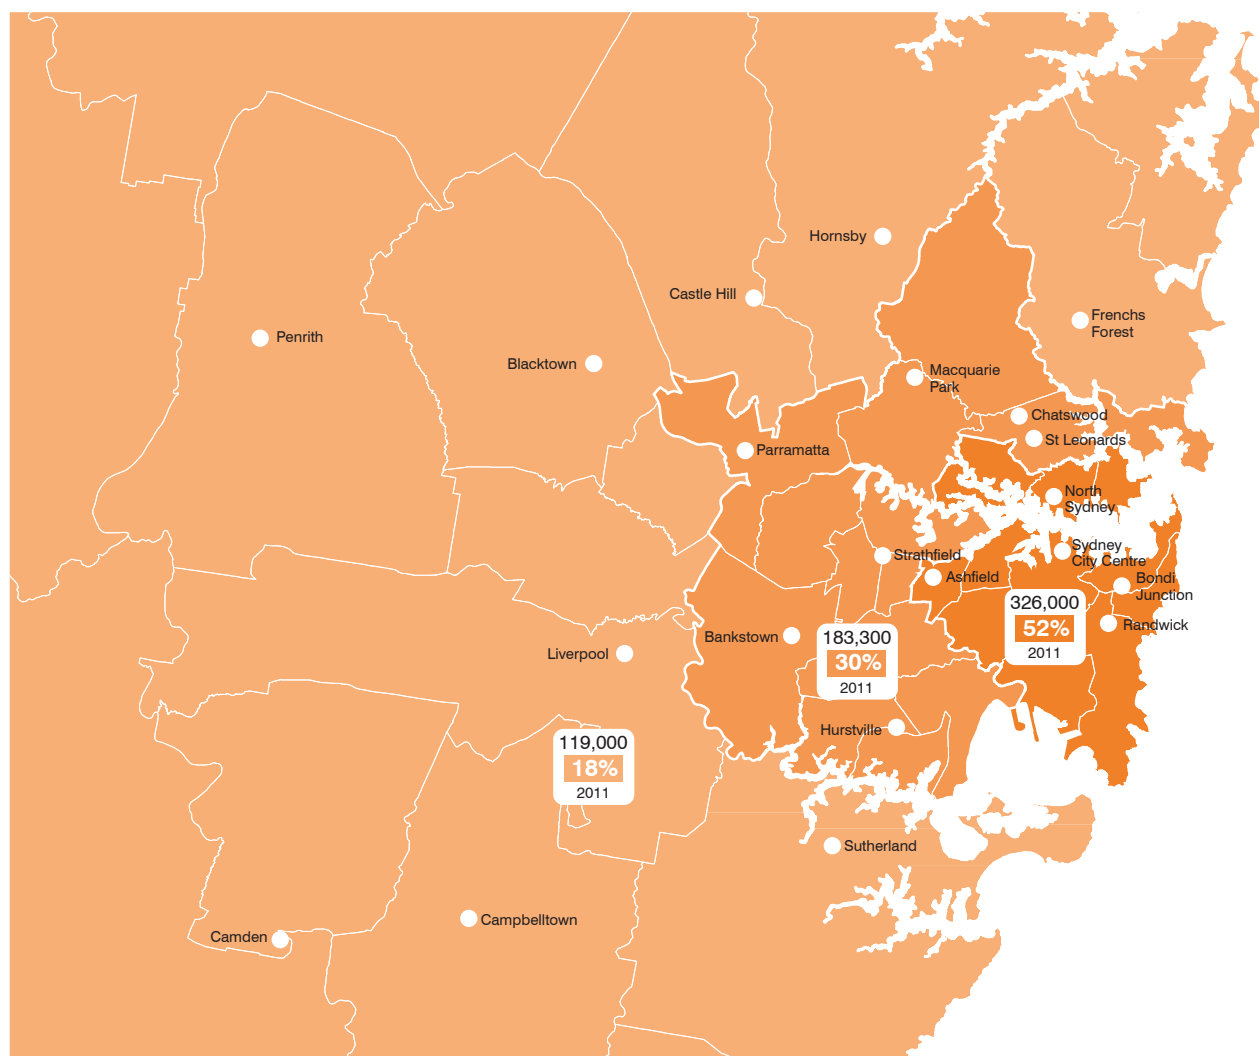 Hornsby
Castle Hill
Frenchs
Forest
Penrith
Blacktown
Macquarie
Park
Chatswood
St Leonards
Parramatta
North
Sydney
Sydney
City Centre
Strathfield
Ashfield
Bondi
Junction
326,000
52%
2011
Randwick
Bankstown
183,300
30%
2011
Liverpool
Hurstville
119,000
18%
2011
Sutherland
Campbelltown
Camden